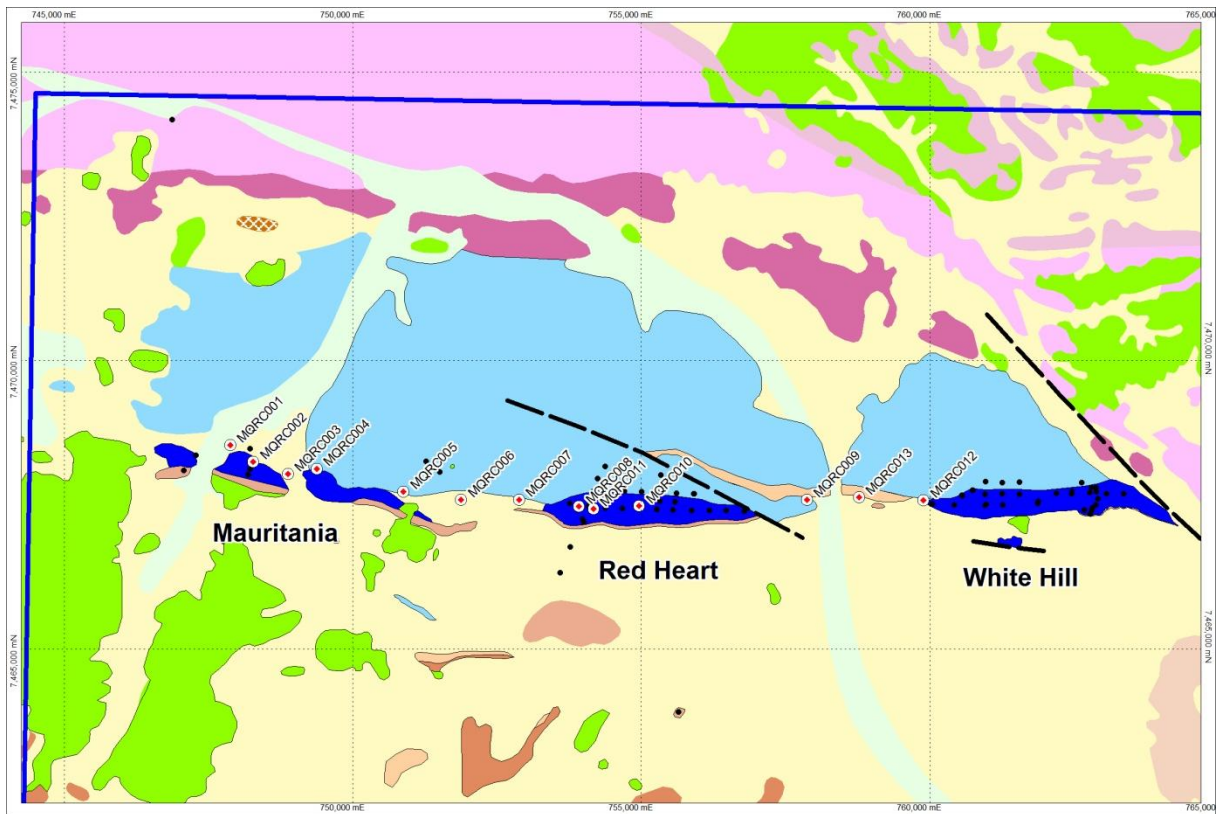 745,000 mE
750,000 mE
755,000 mE
760,000 mE
765,000 mE
7,475,000 mN
7,475,000 mN
7,470,000 mN
7,470,000 mN
MQRC001
MQRC002
MQRC003
MQRC004
MQRC005
MQRC006
MQRC007
MQRC008
MQRC011
MQRC010
MQRC009
MQRC013
MQRC012
Mauritania
Red Heart
White Hill
7,465,000 mN
7,465,000 mN
750,000 mE
755,000 mE
760,000 mE